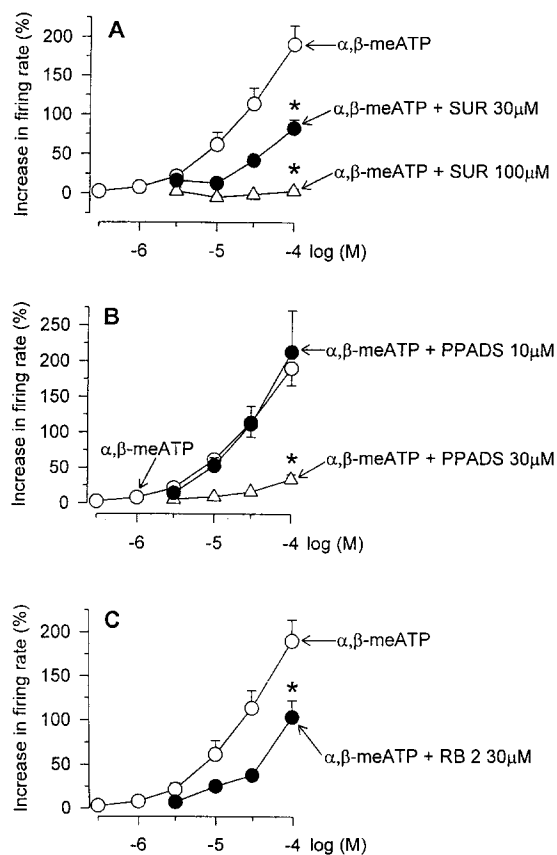 A
Increase in firing rate (%)
200
150
100
50
0
α,β-meATP
*
α,β-meATP + SUR 30µM
*
α,β-meATP + SUR 100µM
-6 -5 -4 log (M)
B
Increase in firing rate (%)
250
200
150
100
50
0
α,β-meATP + PPADS 10µM
α,β-meATP
*
α,β-meATP + PPADS 30µM
-6 -5 -4 log (M)
C
Increase in firing rate (%)
200
150
100
50
0
α,β-meATP
*
α,β-meATP + RB 2 30µM
-6 -5 -4 log (M)